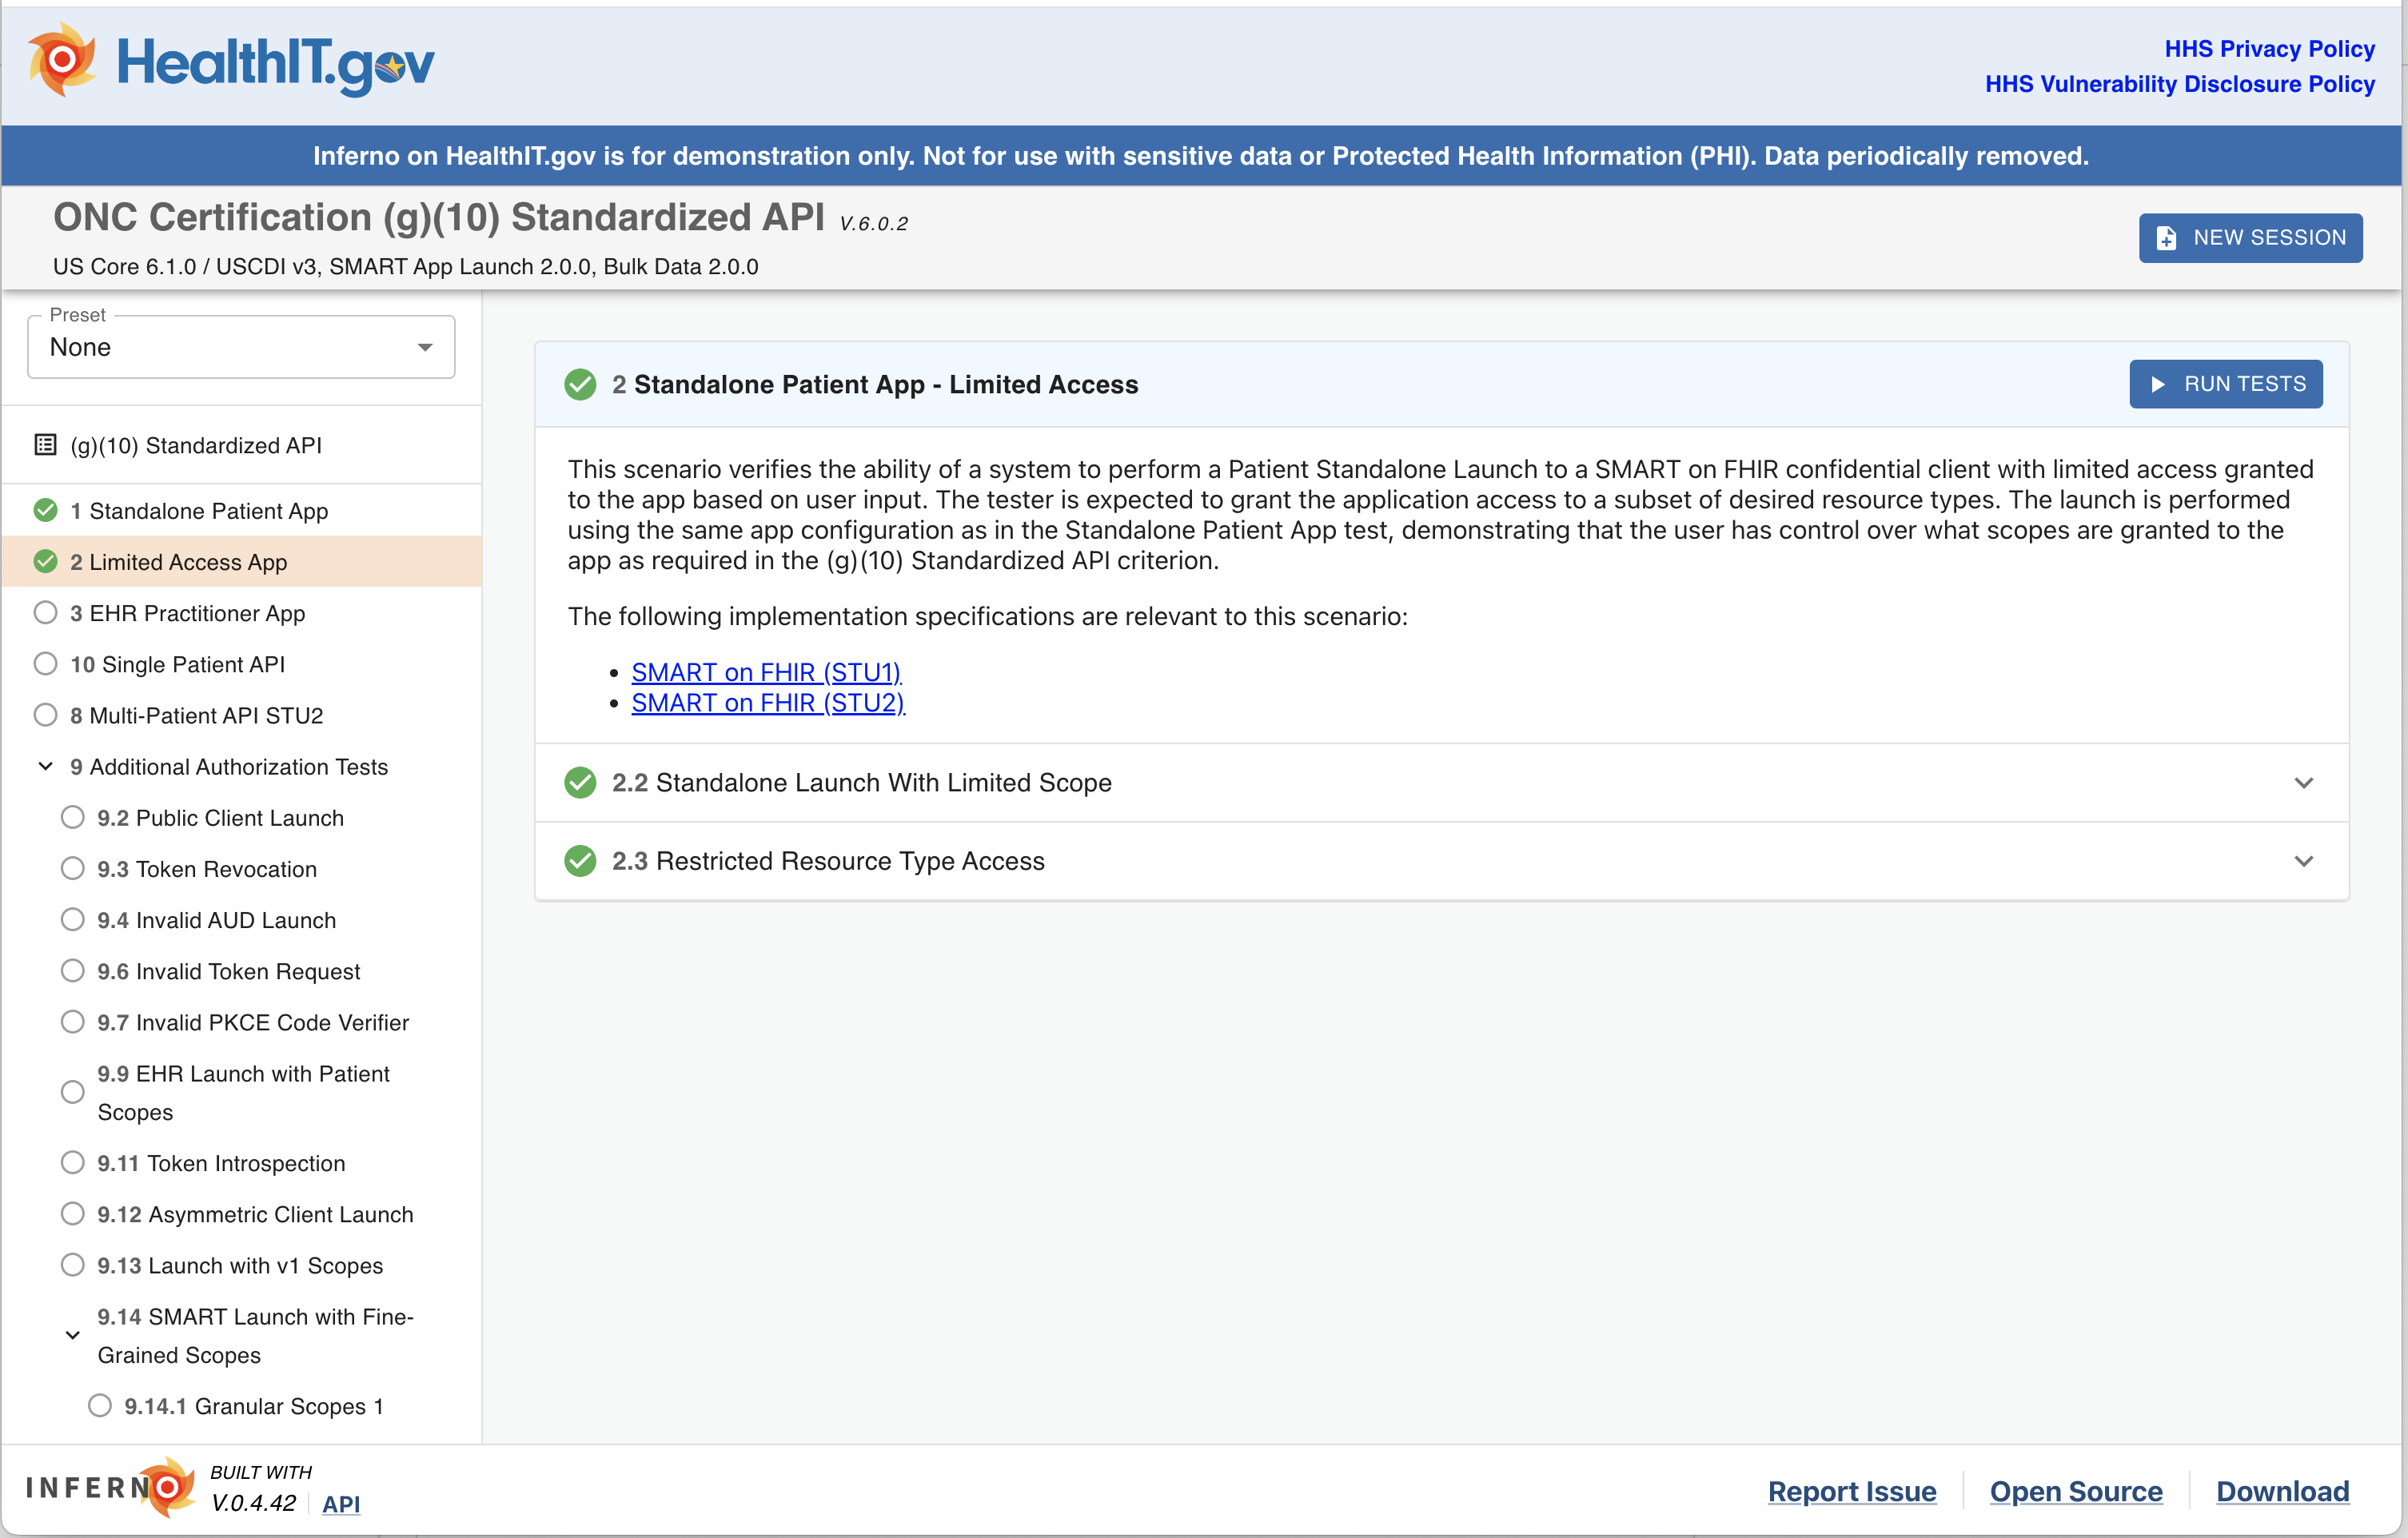 HealthIT.gov
HHS Privacy Policy
HHS Vulnerability Disclosure Policy
Inferno on HealthIT.gov is for demonstration only. Not for use with sensitive data or Protected Health Information (PHI). Data periodically removed.
ONC Certification (g)(10) Standardized API V.6.0.2
US Core 6.1.0 / USCDI v3, SMART App Launch 2.0.0, Bulk Data 2.0.0
NEW SESSION
Preset
None
(g)(10) Standardized API
1 Standalone Patient App
2 Limited Access App
3 EHR Practitioner App
10 Single Patient API
8 Multi-Patient API STU2
9 Additional Authorization Tests
9.2 Public Client Launch
9.3 Token Revocation
9.4 Invalid AUD Launch
9.6 Invalid Token Request
9.7 Invalid PKCE Code Verifier
9.9 EHR Launch with Patient
Scopes
9.11 Token Introspection
9.12 Asymmetric Client Launch
9.13 Launch with v1 Scopes
9.14 SMART Launch with Fine-
Grained Scopes
9.14.1 Granular Scopes 1
2 Standalone Patient App - Limited Access
RUN TESTS
This scenario verifies the ability of a system to perform a Patient Standalone Launch to a SMART on FHIR confidential client with limited access granted
to the app based on user input. The tester is expected to grant the application access to a subset of desired resource types. The launch is performed
using the same app configuration as in the Standalone Patient App test, demonstrating that the user has control over what scopes are granted to the
app as required in the (g)(10) Standardized API criterion.
The following implementation specifications are relevant to this scenario:
• SMART on FHIR (STU1)
• SMART on FHIR (STU2)
2.2 Standalone Launch With Limited Scope
2.3 Restricted Resource Type Access
INFERNO
BUILT WITH
V.0.4.42
API
Report Issue
Open Source
Download